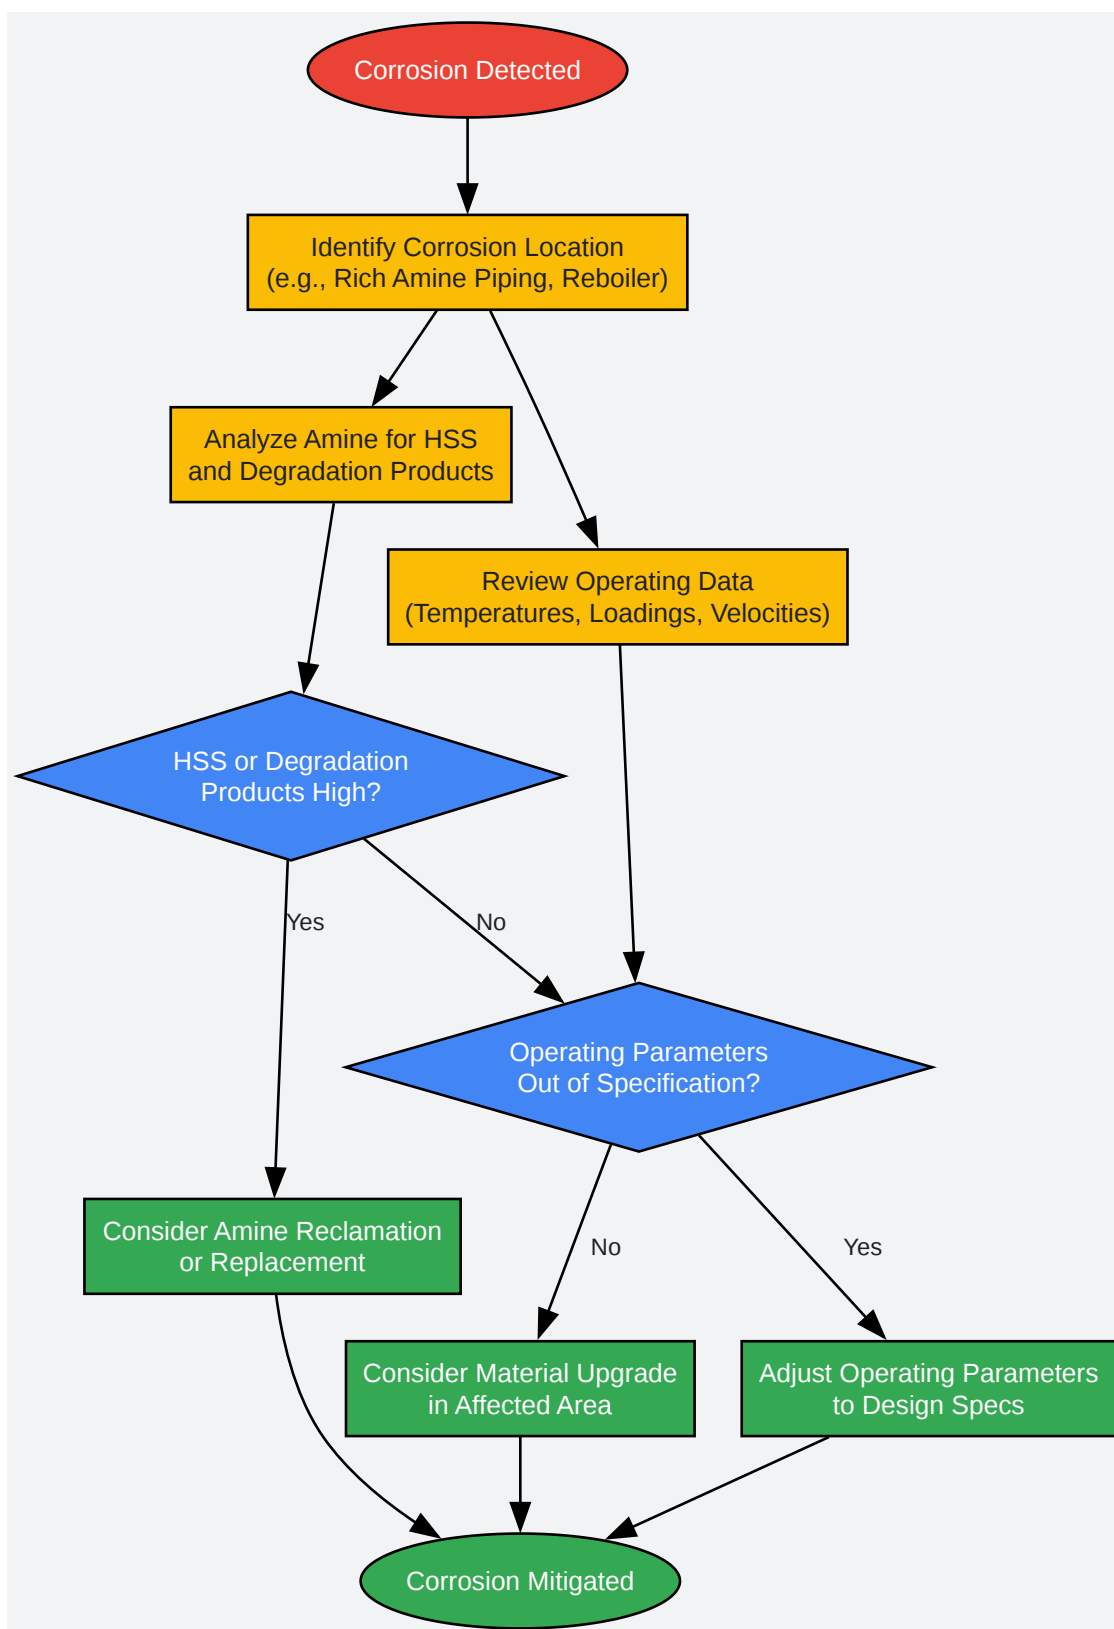 Corrosion Detected
Identify Corrosion Location
(e.g., Rich Amine Piping, Reboiler)
Analyze Amine for HSS
and Degradation Products
Review Operating Data
(Temperatures, Loadings, Velocities)
HSS or Degradation
Products High?
Yes
No
Operating Parameters
Out of Specification?
Consider Amine Reclamation
or Replacement
No
Yes
Consider Material Upgrade
in Affected Area
Adjust Operating Parameters
to Design Specs
Corrosion Mitigated